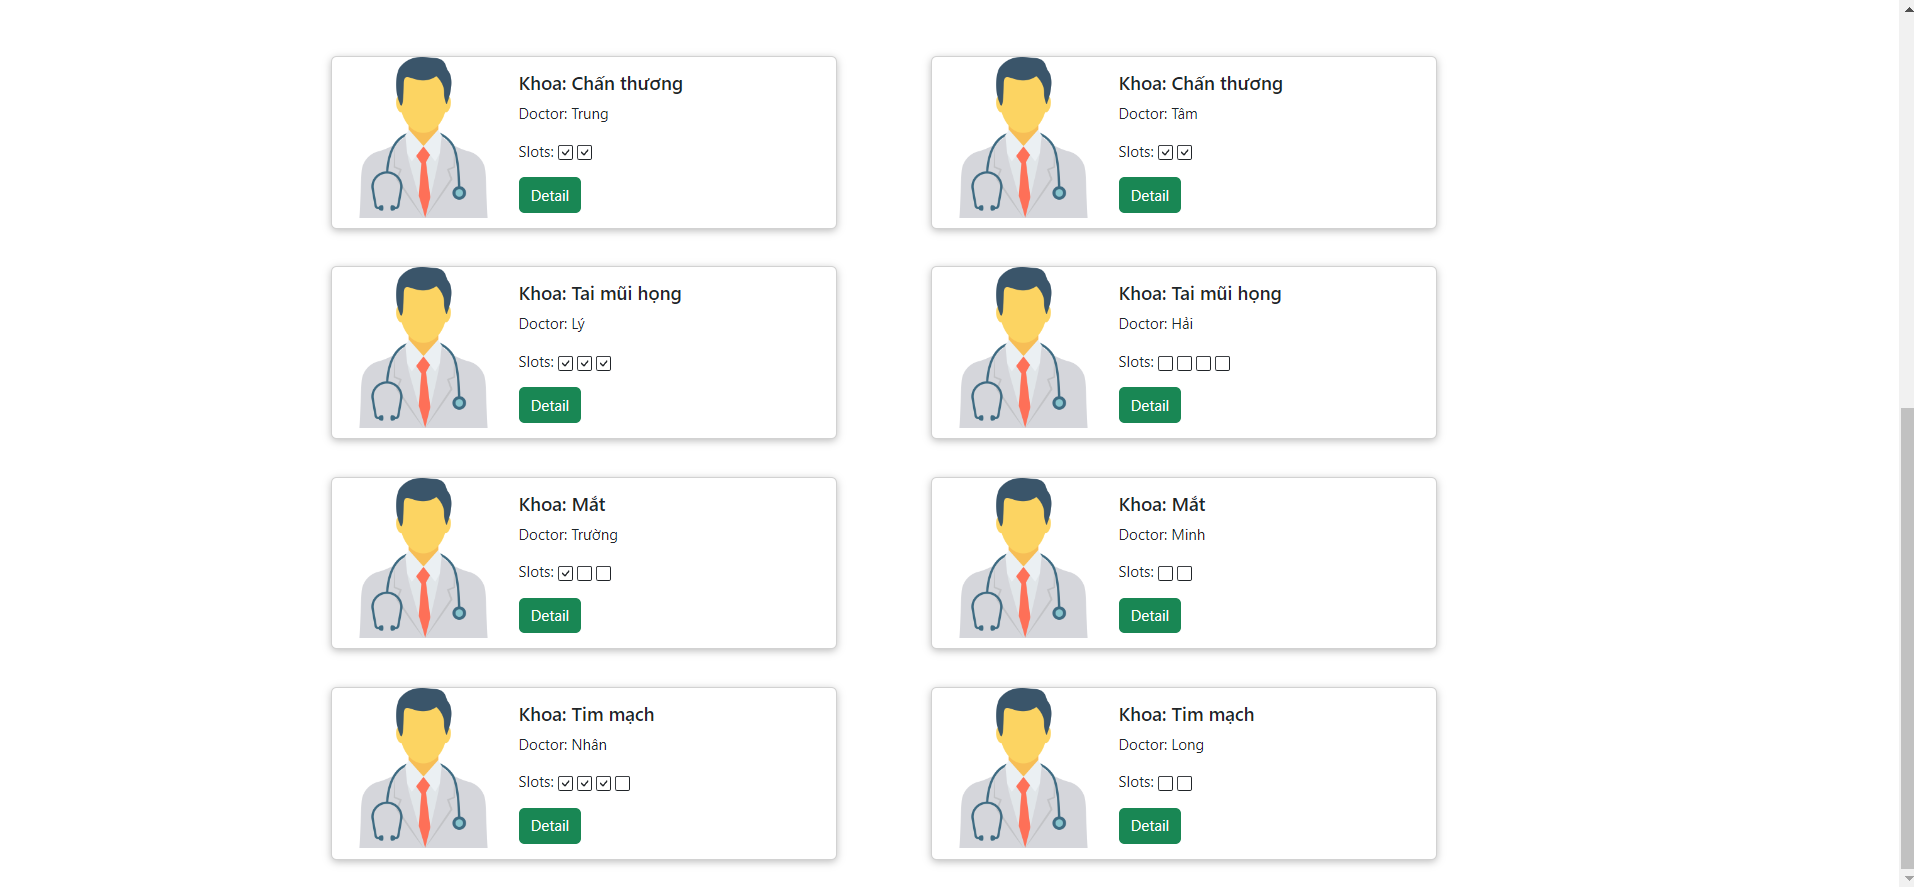 Khoa: Chấn thương
Doctor: Trung
Slots:
Detail
Khoa: Chấn thương
Doctor: Tâm
Slots:
Detail
Khoa: Tai mũi họng
Doctor: Lý
Slots:
Detail
Khoa: Tai mũi họng
Doctor: Hải
Slots:
Detail
Khoa: Mắt
Doctor: Trường
Slots:
Detail
Khoa: Mắt
Doctor: Minh
Slots:
Detail
Khoa: Tim mạch
Doctor: Nhân
Slots:
Detail
Khoa: Tim mạch
Doctor: Long
Slots:
Detail